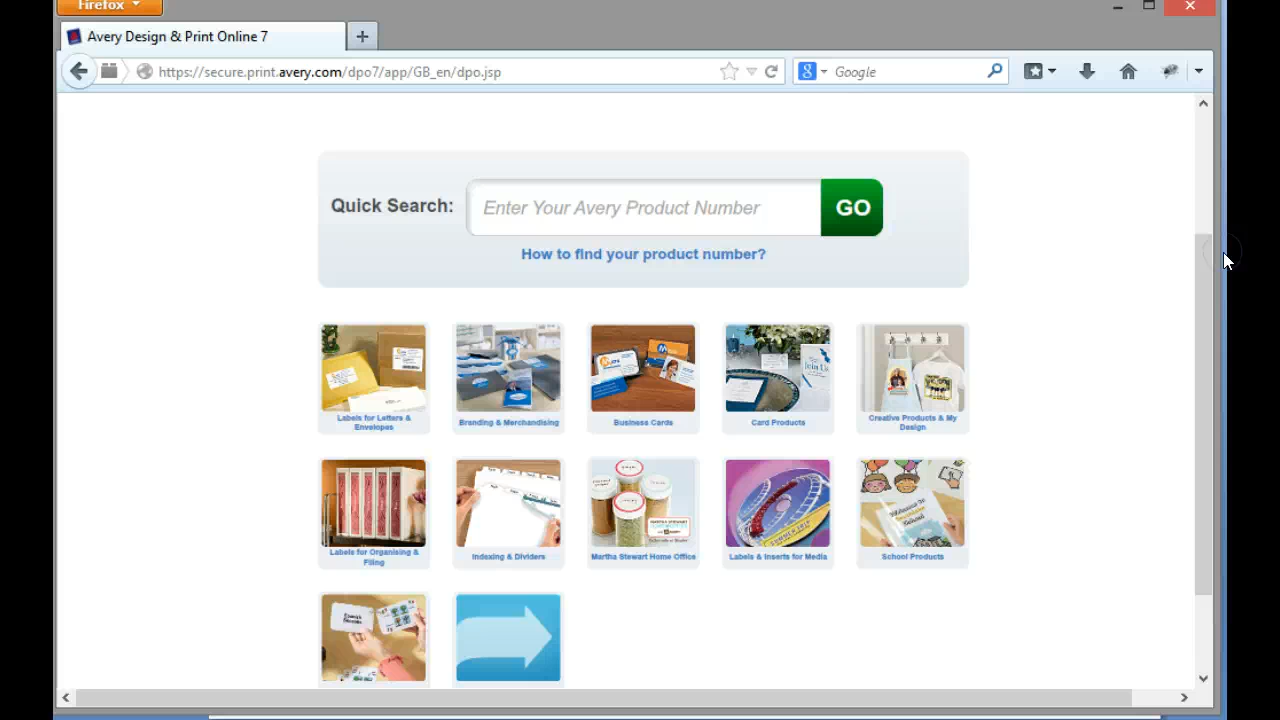 Firefox
Avery Design & Print Online 7
https://secure.print.avery.com/dpo7/app/GB_en/dpo.jsp
Google
Quick Search:
Enter Your Avery Product Number
GO
How to find your product number?
Labels for Letters &
Envelopes
Branding & Merchandising
Business Cards
Card Products
Creative Products & My
Design
Join Us
Labels for Organising &
Filing
Indexing & Dividers
Martha Stewart Home Office
Labels & Inserts for Media
School Products